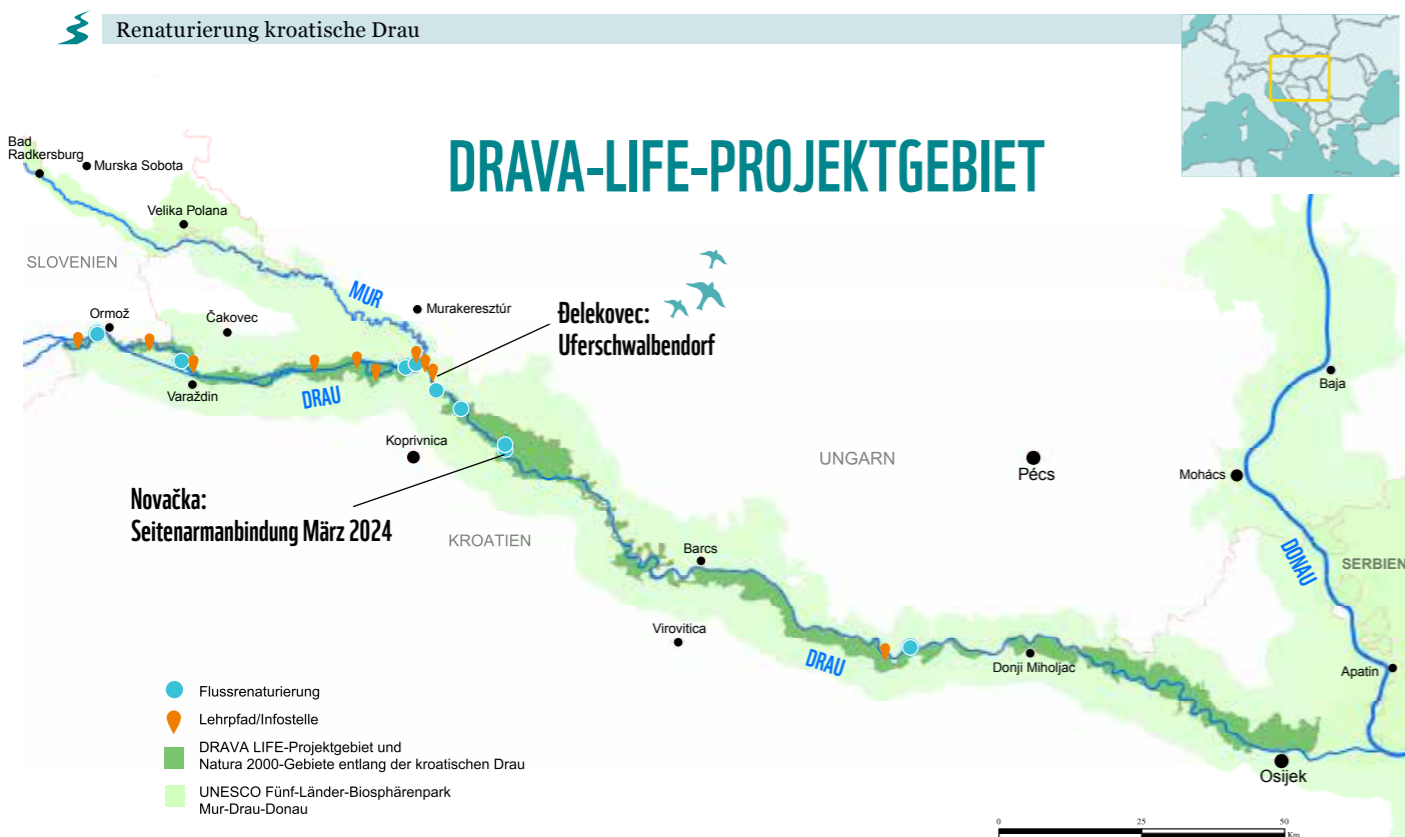 Renaturierung kroatische Drau
DRAVA-LIFE-PROJEKTGEBIET
Bad
Radkersburg
Murska Sobota
Velika Polana
SLOWENIEN
MUR
Ormož
Čakovec
Murakeresztúr
Đelekovec:
Uferschwalbendorf
Varaždin
DRAU
Baja
Koprivnica
UNGARN
Pécs
Mohács
Novačka:
Seitenarmanbindung März 2024
KROATIEN
Barcs
DONAU
SERBIEN
Virovitica
DRAU
Donji Miholjac
Apatin
Osijek
Flussrenaturierung
Lehrpfad/Infostelle
DRAVA LIFE-Projektgebiet und
Natura 2000-Gebiete entlang der kroatischen Drau
UNESCO Fünf-Länder-Biosphärenpark
Mur-Drau-Donau
0 25 50
Km